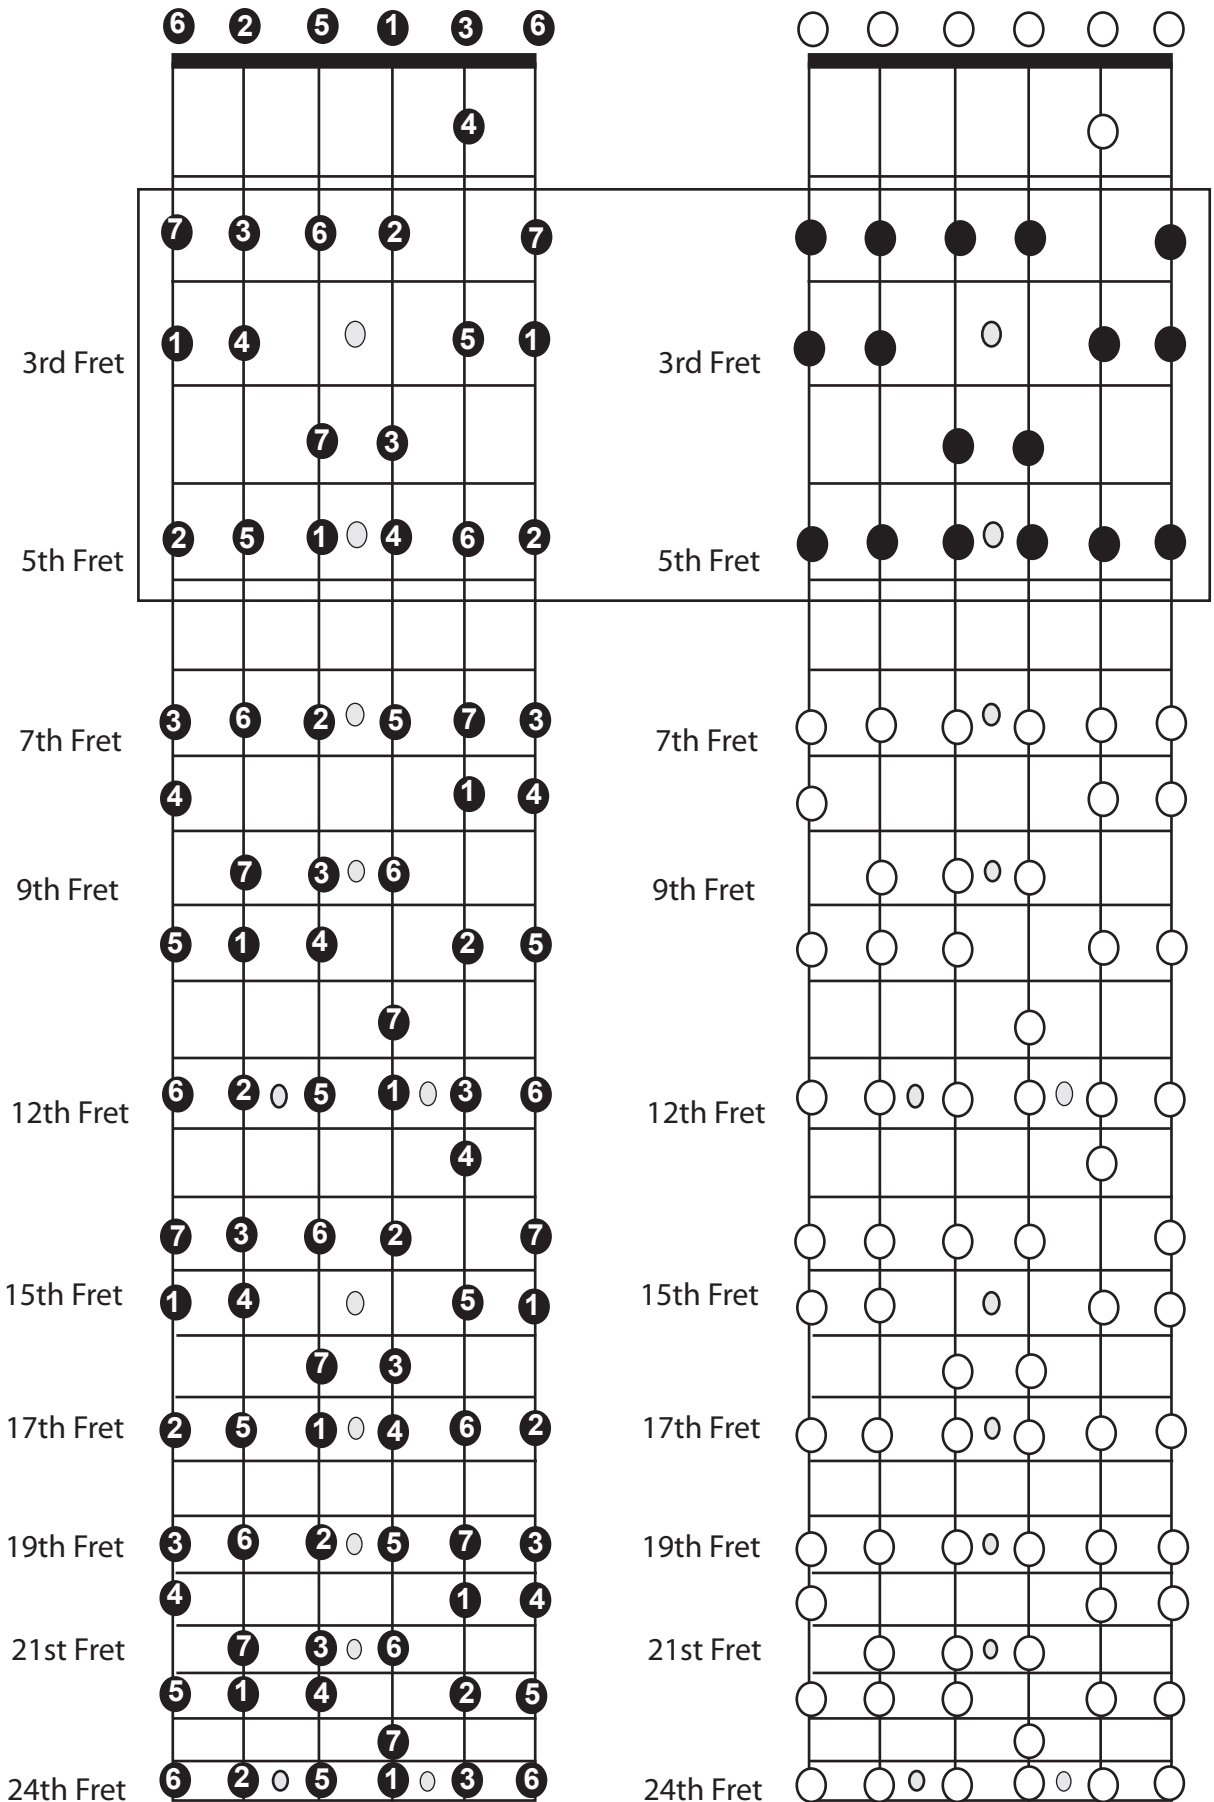 6 2 5 1 3 6
4
7 3 6 2 7
1 4 5 1
3rd Fret 3rd Fret
7 3
2 5 1 4 6 2
5th Fret 5th Fret
3 6 2 5 7 3
7th Fret 7th Fret
4 1 4
7 3 6
9th Fret 9th Fret
5 1 4 2 5
7
6 2 5 1 3 6
12th Fret 12th Fret
4
7 3 6 2 7
15th Fret 15th Fret
1 4 5 1
7 3
17th Fret 17th Fret
2 5 1 4 6 2
19th Fret 19th Fret
3 6 2 5 7 3
4 1 4
21st Fret 21st Fret
7 3 6
5 1 4 2 5
7
6 2 5 1 3 6
24th Fret 24th Fret